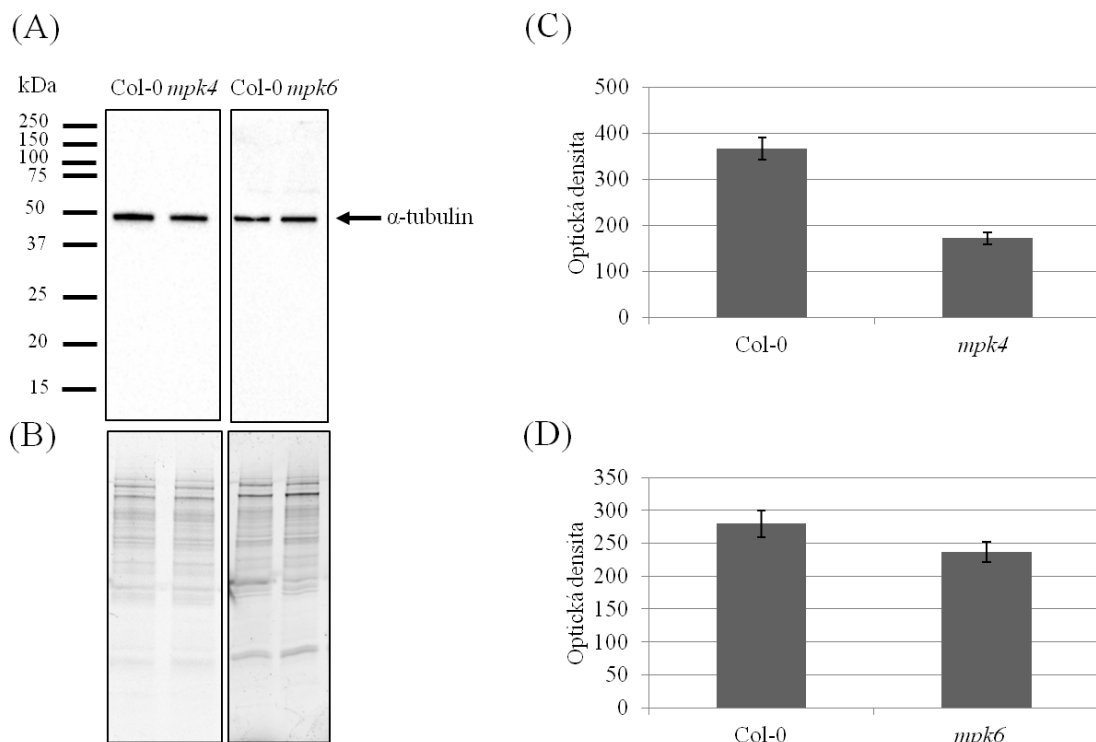 (A)
kDa
Col-0 mpk4
Col-0 mpk6
250
150
100
75
50
37
25
20
15
α-tubulin
(B)
(C)
Optická densita
500
400
300
200
100
0
Col-0
mpk4
(D)
Optická densita
350
300
250
200
150
100
50
0
Col-0
mpk6